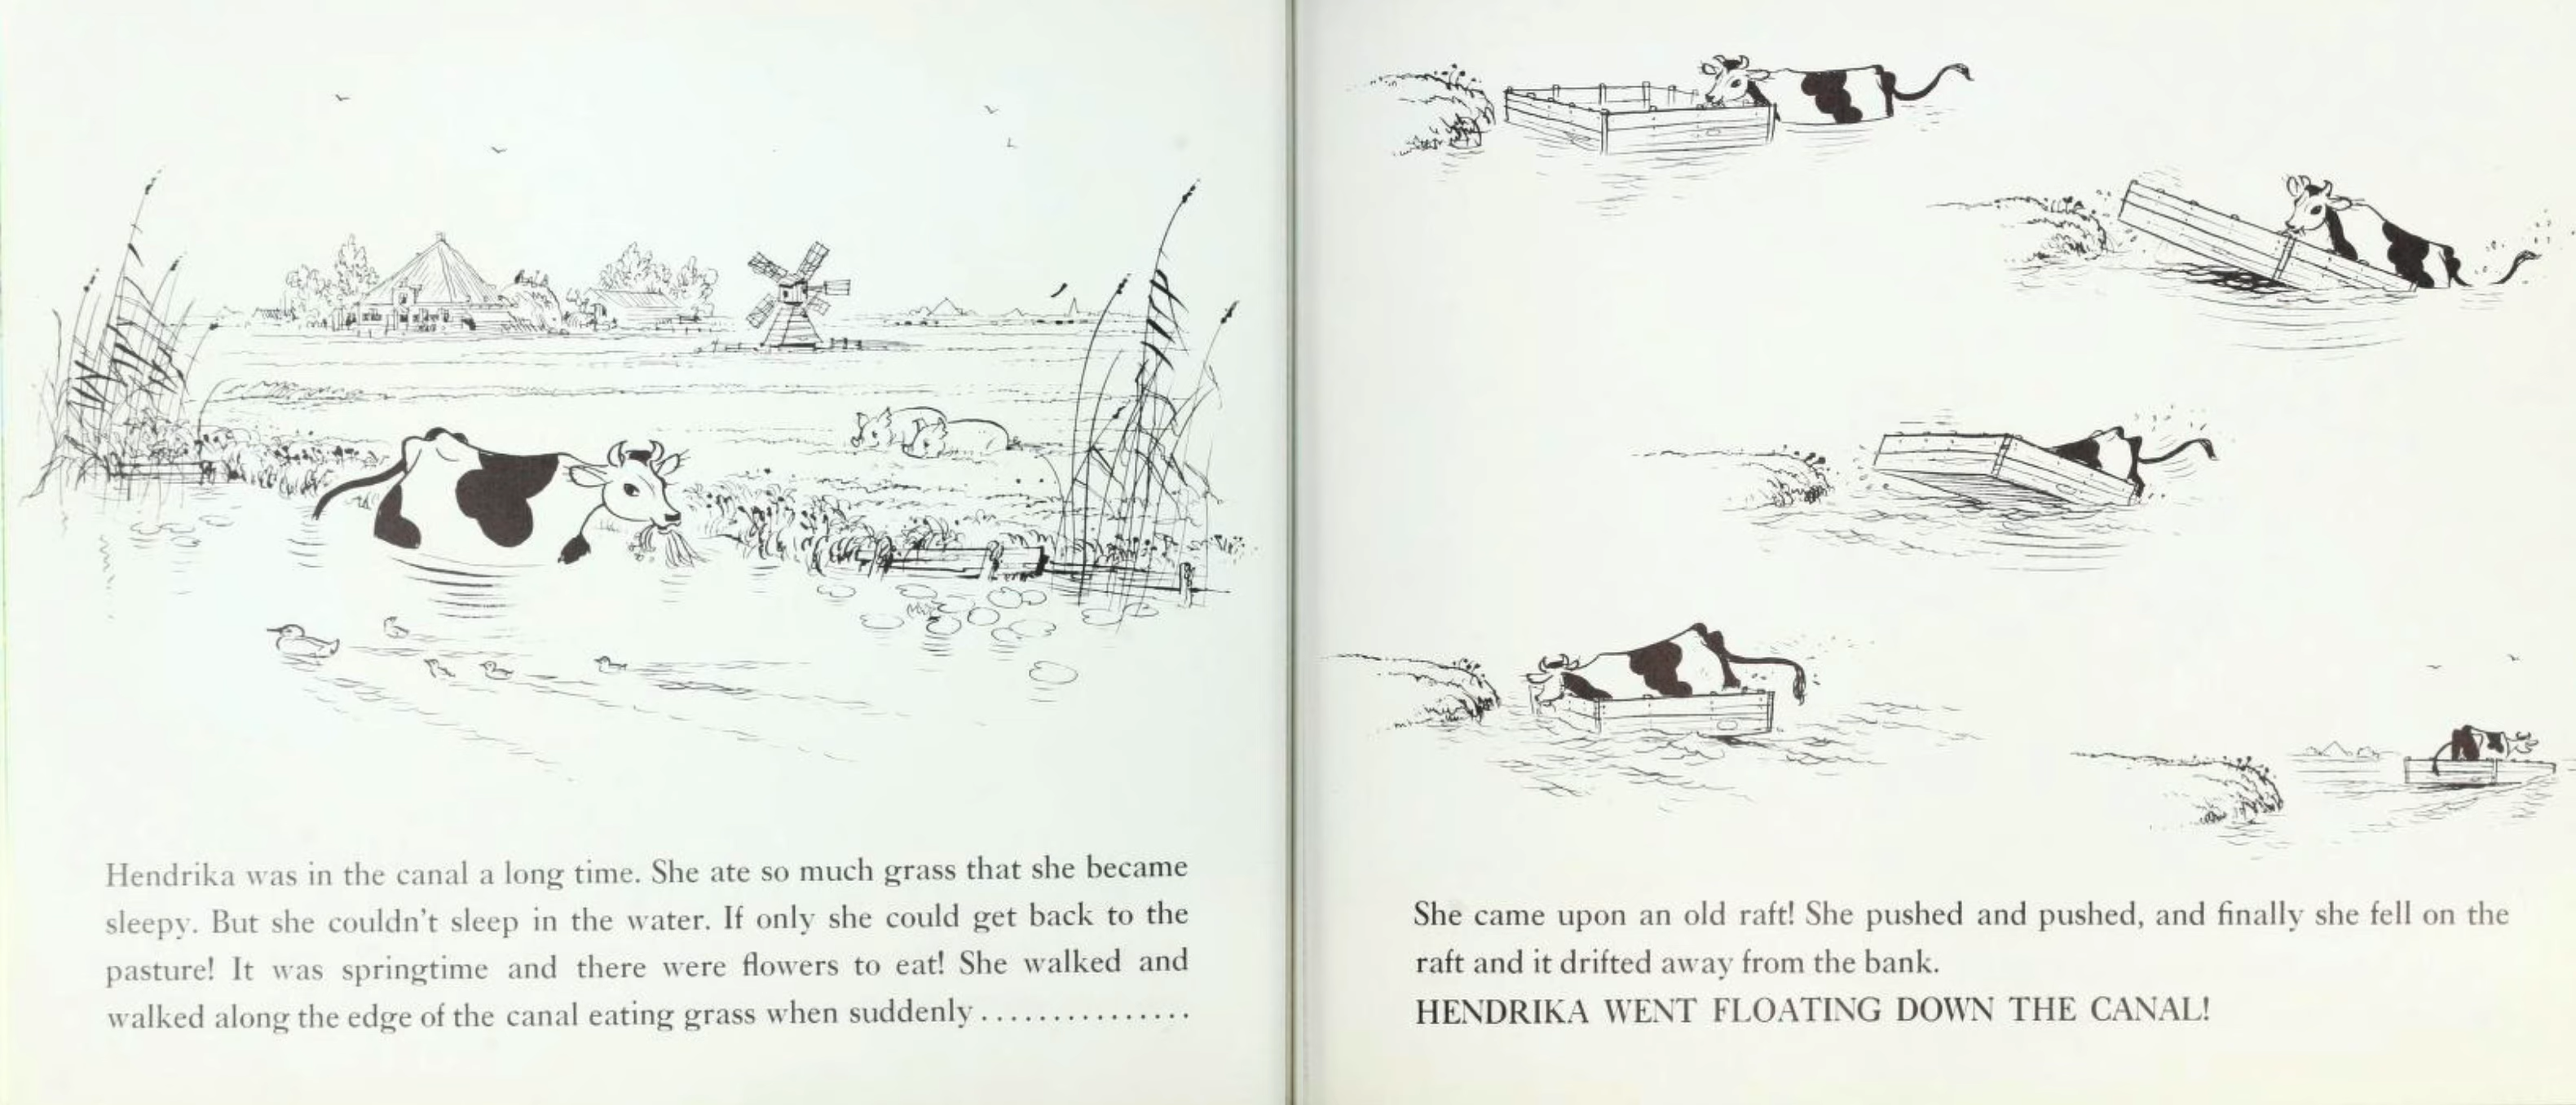 Hendrika was in the canal a long time. She ate so much grass that she became
sleepy. But she couldn't sleep in the water. If only she could get back to the
pasture! It was springtime and there were flowers to eat! She walked and
walked along the edge of the canal eating grass when suddenly...............
She came upon an old raft! She pushed and pushed, and finally she fell on the
raft and it drifted away from the bank.
HENDRIKA WENT FLOATING DOWN THE CANAL!